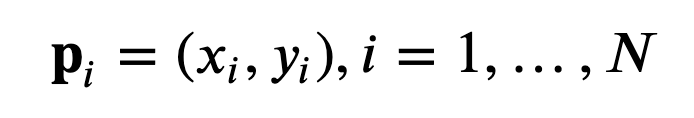 𝐩ᵢ = (xᵢ, yᵢ), i = 1, . . . , N